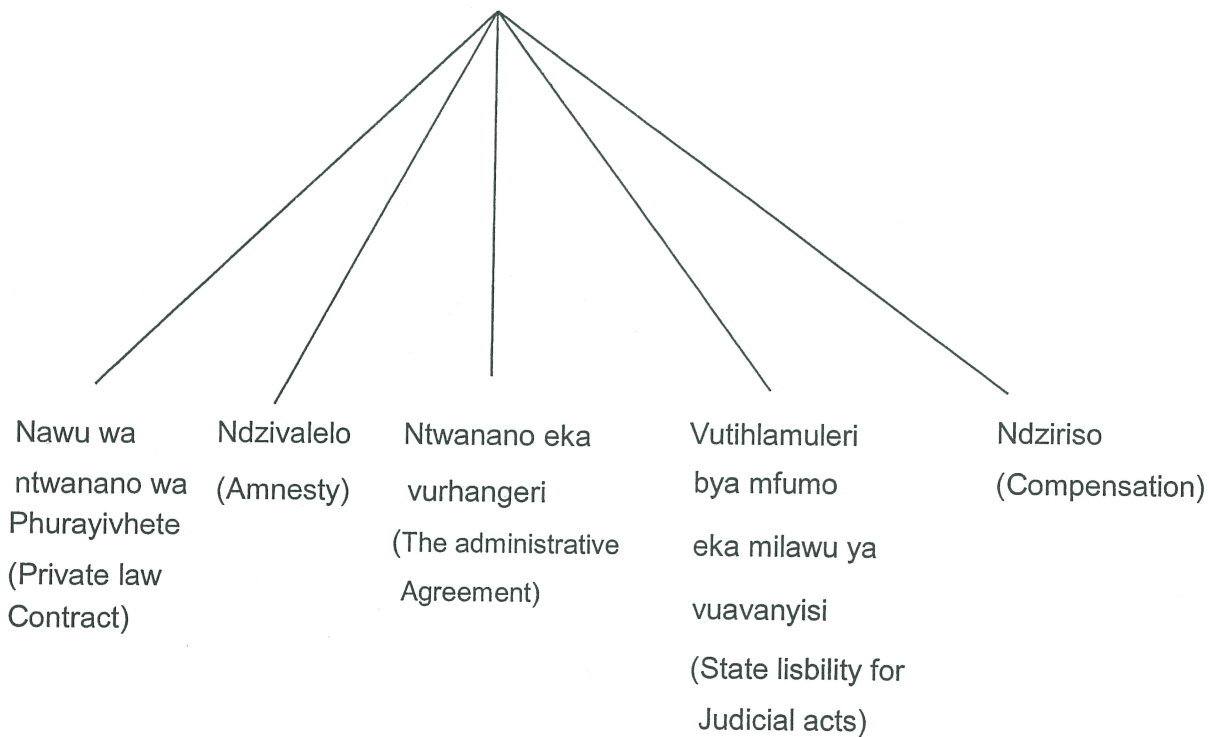 Nawu wa
ntwanano wa
Phurayivhete
(Private law
Contract)
Ndzivalelo
(Amnesty)
Ntwanano eka
vurhangeri
(The administrative
Agreement)
Vutihlamuleri
bya mfumo
eka milawu ya
vuavanyisi
(State lisbility for
Judicial acts)
Ndziriso
(Compensation)